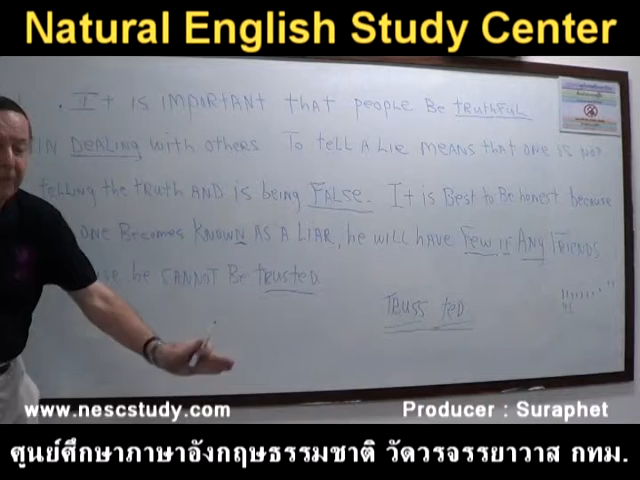 Natural English Study Center
. It is IMPORTANT that people Be truthful
IN DeALing with others To tell A Lie means that one is not
telling the truth AND is being FALSe. It is Best to Be honest because
one Becomes KNOWN AS A LIAR, he will have Few if Any Friends
he CANNOT Be trusted.
ted
www.nescstudy.com
Producer : Suraphet
ศูนย์ศึกษาภาษาอังกฤษธรรมชาติ วัดวรจรรยาวาส กทม.